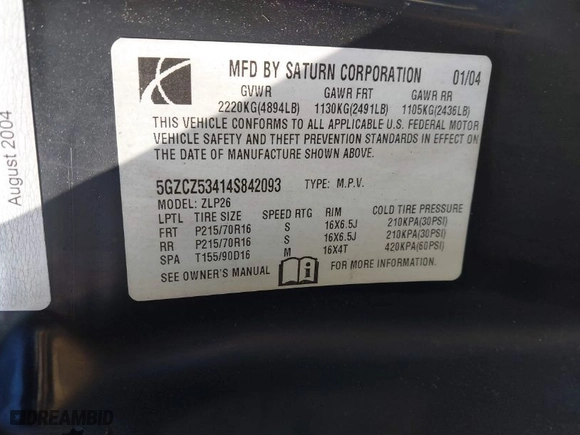 August 2004
MFD BY SATURN CORPORATION 01/04
GVWR GAWR FRT GAWR RR
2220KG(4894LB) 1130KG(2491LB) 1105KG(2436LB)
THIS VEHICLE CONFORMS TO ALL APPLICABLE U.S. FEDERAL MOTOR
VEHICLE SAFETY AND THEFT PREVENTION STANDARDS IN EFFECT ON THE
DATE OF MANUFACTURE SHOWN ABOVE.
5GZCZ53414S842093 TYPE: M.P.V.
MODEL: ZLP26
LPTL TIRE SIZE SPEED RTG RIM COLD TIRE PRESSURE
FRT P215/70R16 S 16X6.5J 210KPA(30PSI)
RR P215/70R16 S 16X6.5J 210KPA(30PSI)
SPA T155/90D16 M 16X4T 420KPA(60PSI)
SEE OWNER'S MANUAL FOR MORE INFORMATION.
DREAMBID